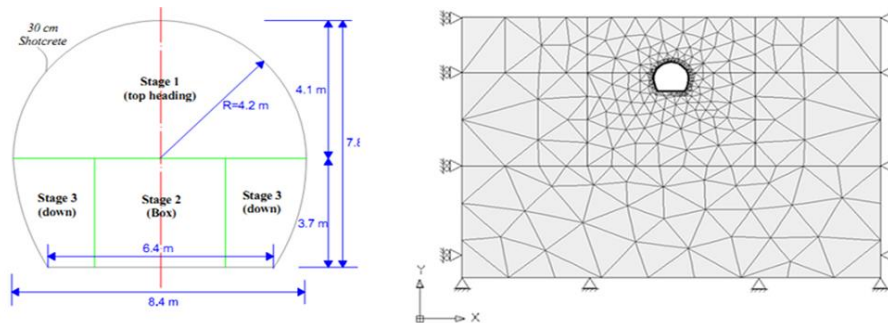 30 cm
Shotcrete
Stage 1
(top heading)
R=4.2 m
4.1 m
7.8
Stage 3
(down)
Stage 2
(Box)
Stage 3
(down)
3.7 m
6.4 m
8.4 m
Y
X